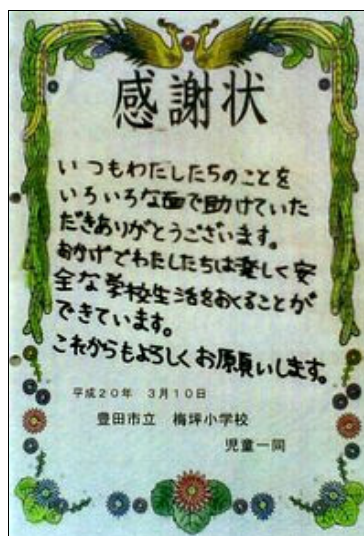 感謝状
いつもわたしたちのことを
いろいろな面で助けていた
だきありがとうございます。
おかげでわたしたちは楽しく安
全な学校生活をおくることが
できています。
これからもよろしくお願いします。
平成20年 3月10日
豊田市立 梅坪小学校
児童一同